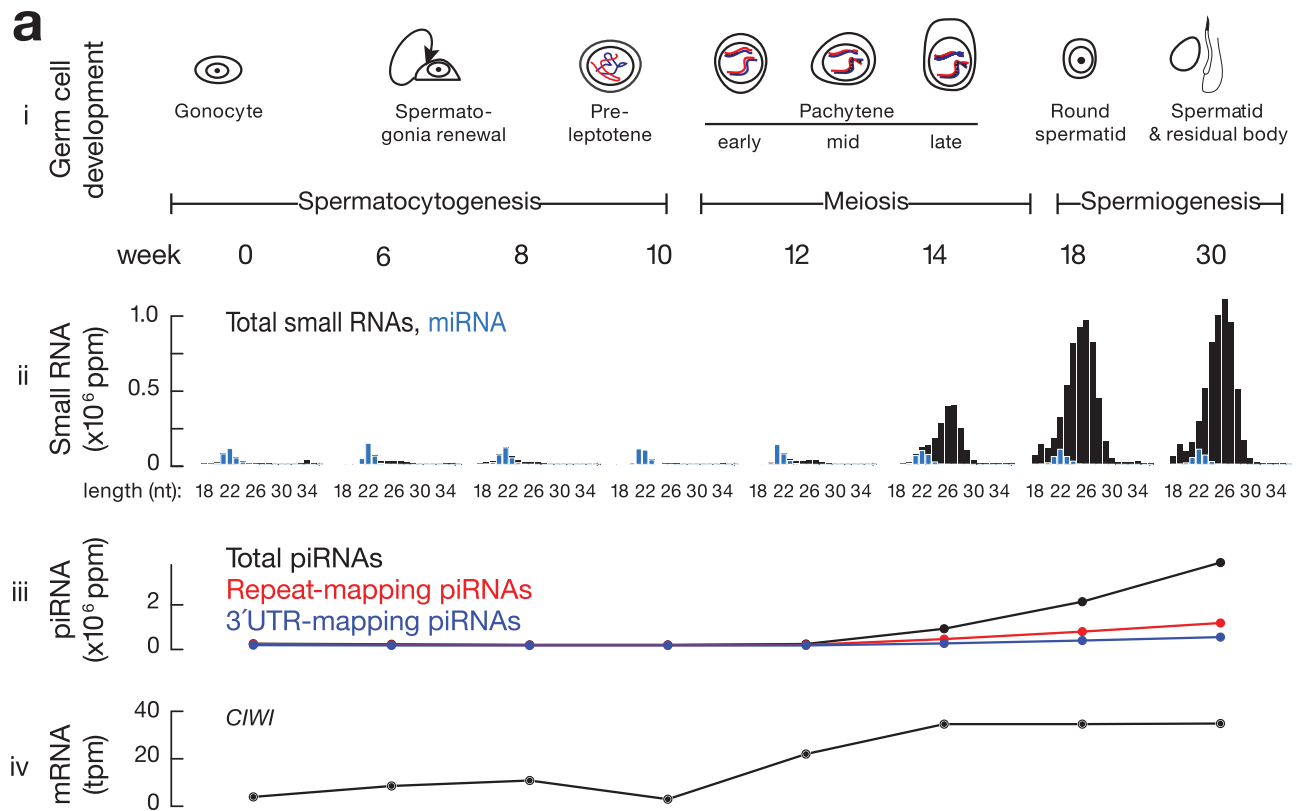 a
i
Germ cell
development
Gonocyte
Spermato-
gonia renewal
Pre-
leptotene
Pachytene
early mid late
Round
spermatid
Spermatid
& residual body
Spermatocytogenesis Meiosis Spermiogenesis
week 0 6 8 10 12 14 18 30
ii
Small RNA
(x10⁶ ppm)
1.0
0.5
0
Total small RNAs, miRNA
length (nt): 18 22 26 30 34 18 22 26 30 34 18 22 26 30 34 18 22 26 30 34 18 22 26 30 34 18 22 26 30 34 18 22 26 30 34 18 22 26 30 34
iii
piRNA
(x10⁶ ppm)
2
0
Total piRNAs
Repeat-mapping piRNAs
3′UTR-mapping piRNAs
iv
mRNA
(tpm)
40
20
0
CIWI